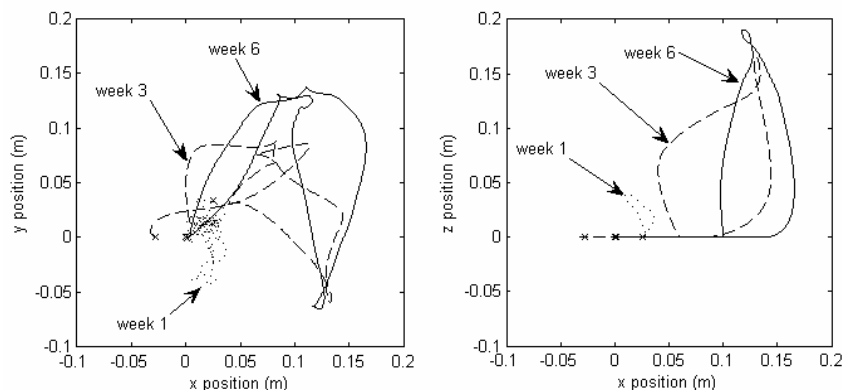 0.2
0.15
0.1
0.05
0
-0.05
-0.1
y position (m)
week 6
week 3
week 1
-0.1 -0.05 0 0.05 0.1 0.15 0.2
x position (m)
0.2
0.15
0.1
0.05
0
-0.05
-0.1
z position (m)
week 6
week 3
week 1
-0.1 -0.05 0 0.05 0.1 0.15 0.2
x position (m)